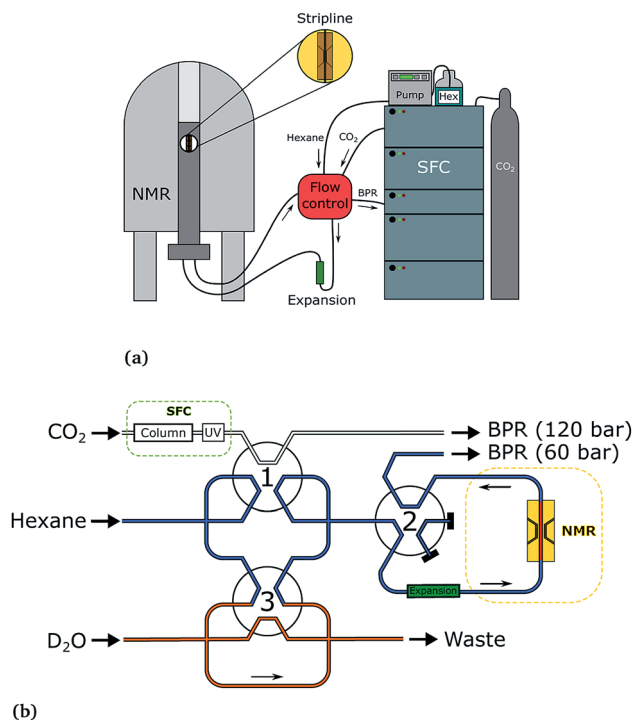 Stripline
Pump
Hex
Hexane
CO₂
SFC
CO₂
NMR
Flow
control
BPR
Expansion
(a)
SFC
CO₂
Column
UV
BPR (120 bar)
BPR (60 bar)
1
Hexane
2
NMR
Expansion
3
D₂O
Waste
(b)